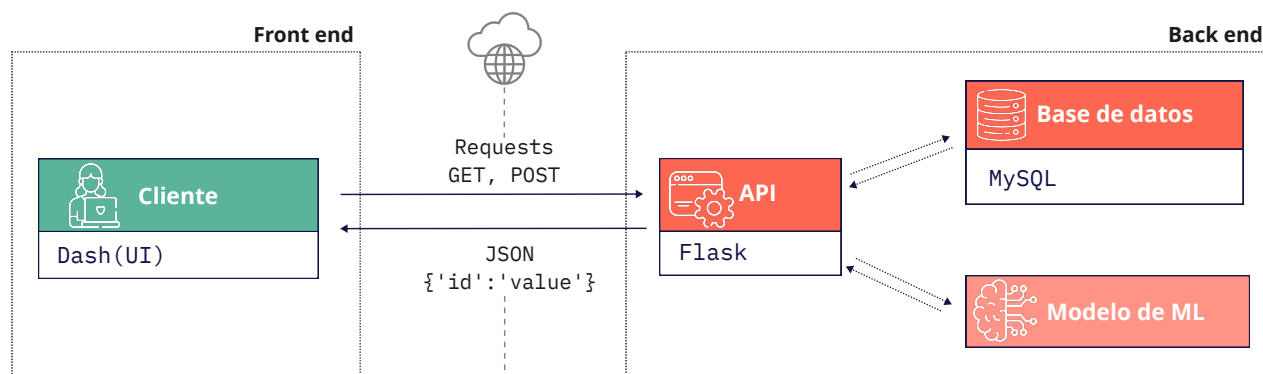 Front end
Back end
Requests
GET, POST
Cliente
Dash(UI)
JSON
{'id':'value'}
API
Flask
Base de datos
MySQL
Modelo de ML